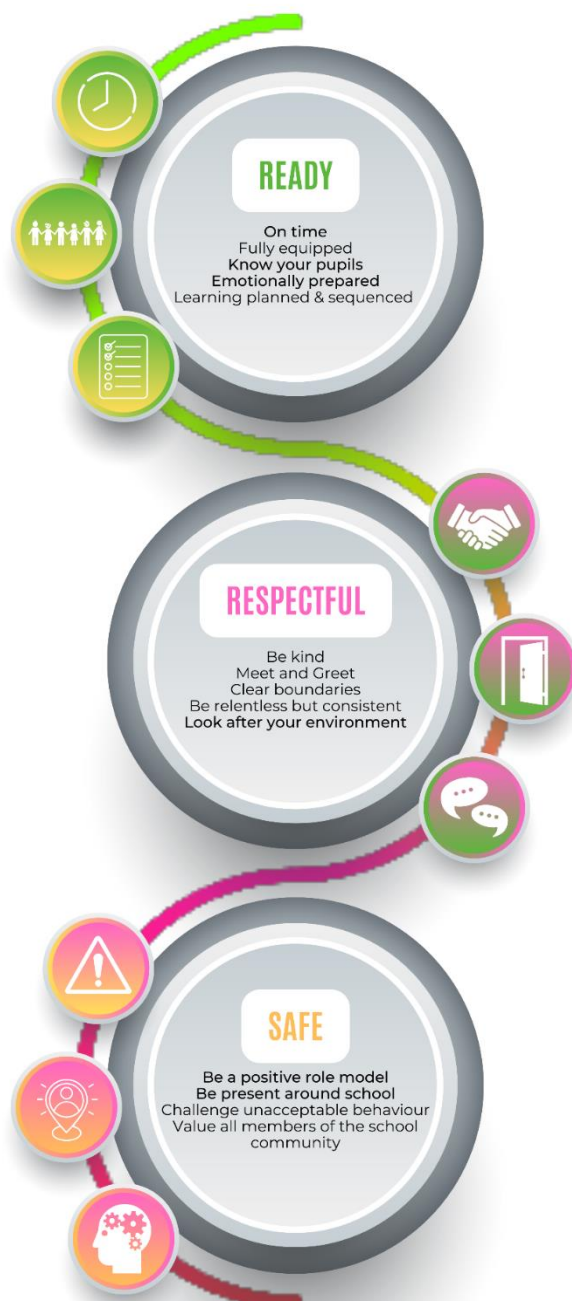 READY
On time
Fully equipped
Know your pupils
Emotionally prepared
Learning planned & sequenced
RESPECTFUL
Be kind
Meet and Greet
Clear boundaries
Be relentless but consistent
Look after your environment
SAFE
Be a positive role model
Be present around school
Challenge unacceptable behaviour
Value all members of the school
community